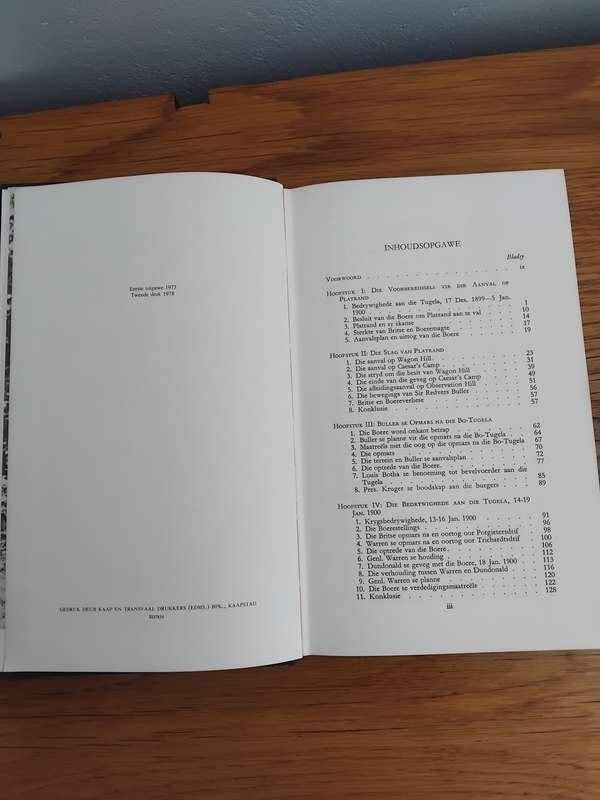 Eerste uitgawe 1973
Tweede druk 1978
GEDRUK DEUR KAAP EN TRANSVAAL DRUKKERS (EDMS.) BPK., KAAPSTAD
INHOUDSOPGAWE
Bladsy
VOORWOORD . . . . . . . . . . . ix
HOOFSTUK I: DIE VOORBEREIDSELS VIR DIE AANVAL OP
PLATRAND
1. Bedrywighede aan die Tugela, 17 Des. 1899–5 Jan.
1900 . . . . . . . . . . . 1
2. Besluit van die Boere om Platrand aan te val . . 10
3. Platrand en sy skanse . . . . . . . 14
4. Sterkte van Britse en Boeremagte . . . . 17
5. Aanvalsplan en uittog van die Boere . . . . 19
HOOFSTUK II: DIE SLAG VAN PLATRAND
1. Die aanval op Wagon Hill . . . . . . 23
2. Die aanval op Caesar's Camp . . . . . 31
3. Die stryd om die besit van Wagon Hill . . . 39
4. Die einde van die geveg op Caesar's Camp . . 49
5. Die afleidingsaanval op Observation Hill . . . 51
6. Die bewegings van Sir Redvers Buller . . . 56
7. Britse en Boereverliese . . . . . . 57
8. Konklusie . . . . . . . . . 57
HOOFSTUK III: BULLER SE OPMARS NA DIE BO-TUGELA
1. Die Boere word onkant betrap . . . . . 62
2. Buller se planne vir die opmars na die Bo-Tugela . 64
3. Maatreëls met die oog op die opmars na die Bo-Tugela 67
4. Die opmars . . . . . . . . . 70
5. Die terrein en Buller se aanvalsplan . . . . 72
6. Die optrede van die Boere. . . . . . 77
7. Louis Botha se benoeming tot bevelvoerder aan die
Tugela . . . . . . . . . . 85
8. Pres. Kruger se boodskap aan die burgers . . . 89
HOOFSTUK IV: DIE BEDRYWIGHEDE AAN DIE TUGELA, 14-19
JAN. 1900
1. Krygsbedrywighede, 13-16 Jan. 1900 . . . . 91
2. Die Boerestellings . . . . . . . 96
3. Die Britse opmars na en oortog oor Potgietersdrif . 98
4. Warren se opmars na en oortog oor Trichardtsdrif . 100
5. Die optrede van die Boere . . . . . . 106
6. Genl. Warren se houding . . . . . . 112
7. Dundonald se geveg met die Boere, 18 Jan. 1900 . 113
8. Die verhouding tussen Warren en Dundonald . . 116
9. Genl. Warren se planne . . . . . . 120
10. Die Boere se verdedigingsmaatreëls . . . . 122
11. Konklusie . . . . . . . . . 128
iii